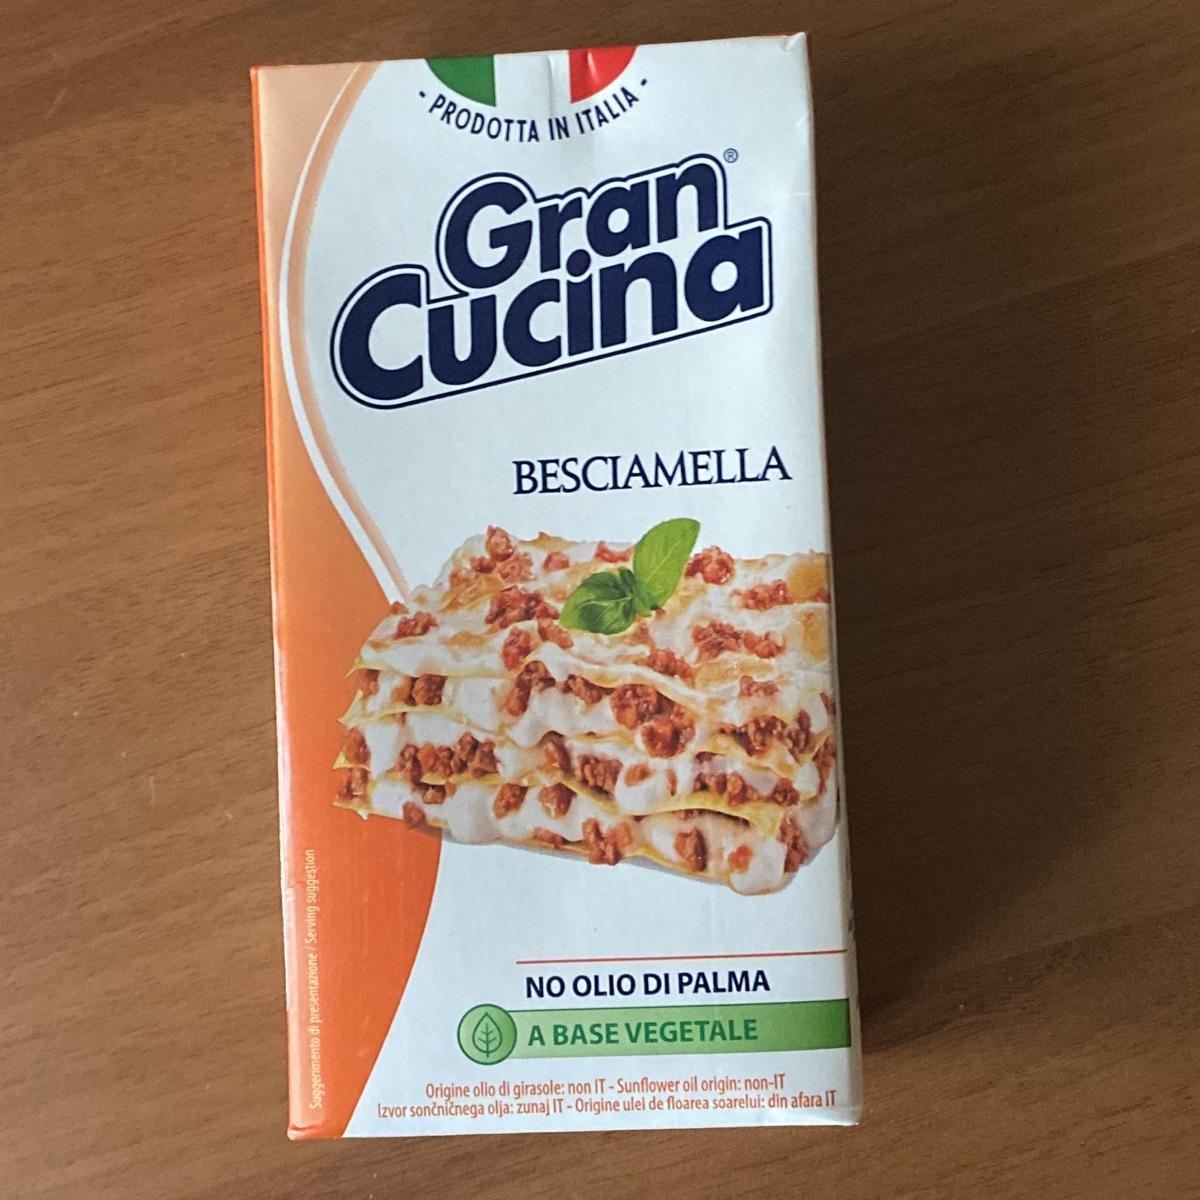 - PRODOTTA IN ITALIA -
Gran®
Cucina
BESCIAMELLA
NO OLIO DI PALMA
A BASE VEGETALE
Origine olio di girasole: non IT - Sunflower oil origin: non-IT
Izvor sončničnega olja: zunaj IT - Origine ulei de floarea soarelui: din afara IT
Suggerimento di presentazione / Serving suggestion